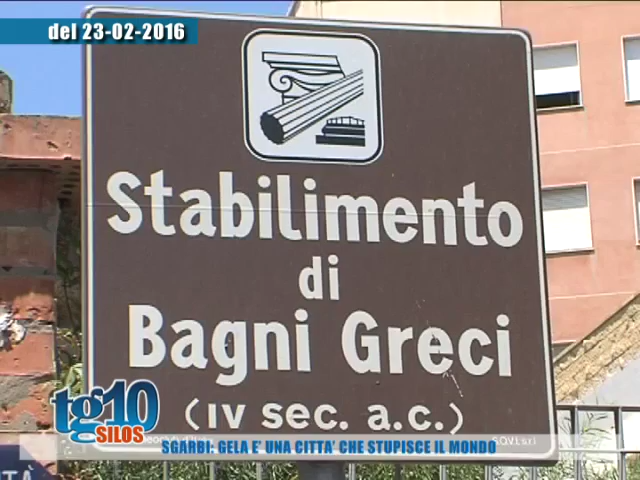 del 23-02-2016
Stabilimento
di
Bagni Greci
(IV sec. a.c.)
tg10
SILOS
S.O.V.I. s.r.l
SGARBI: GELA E' UNA CITTA' CHE STUPISCE IL MONDO
TÀ